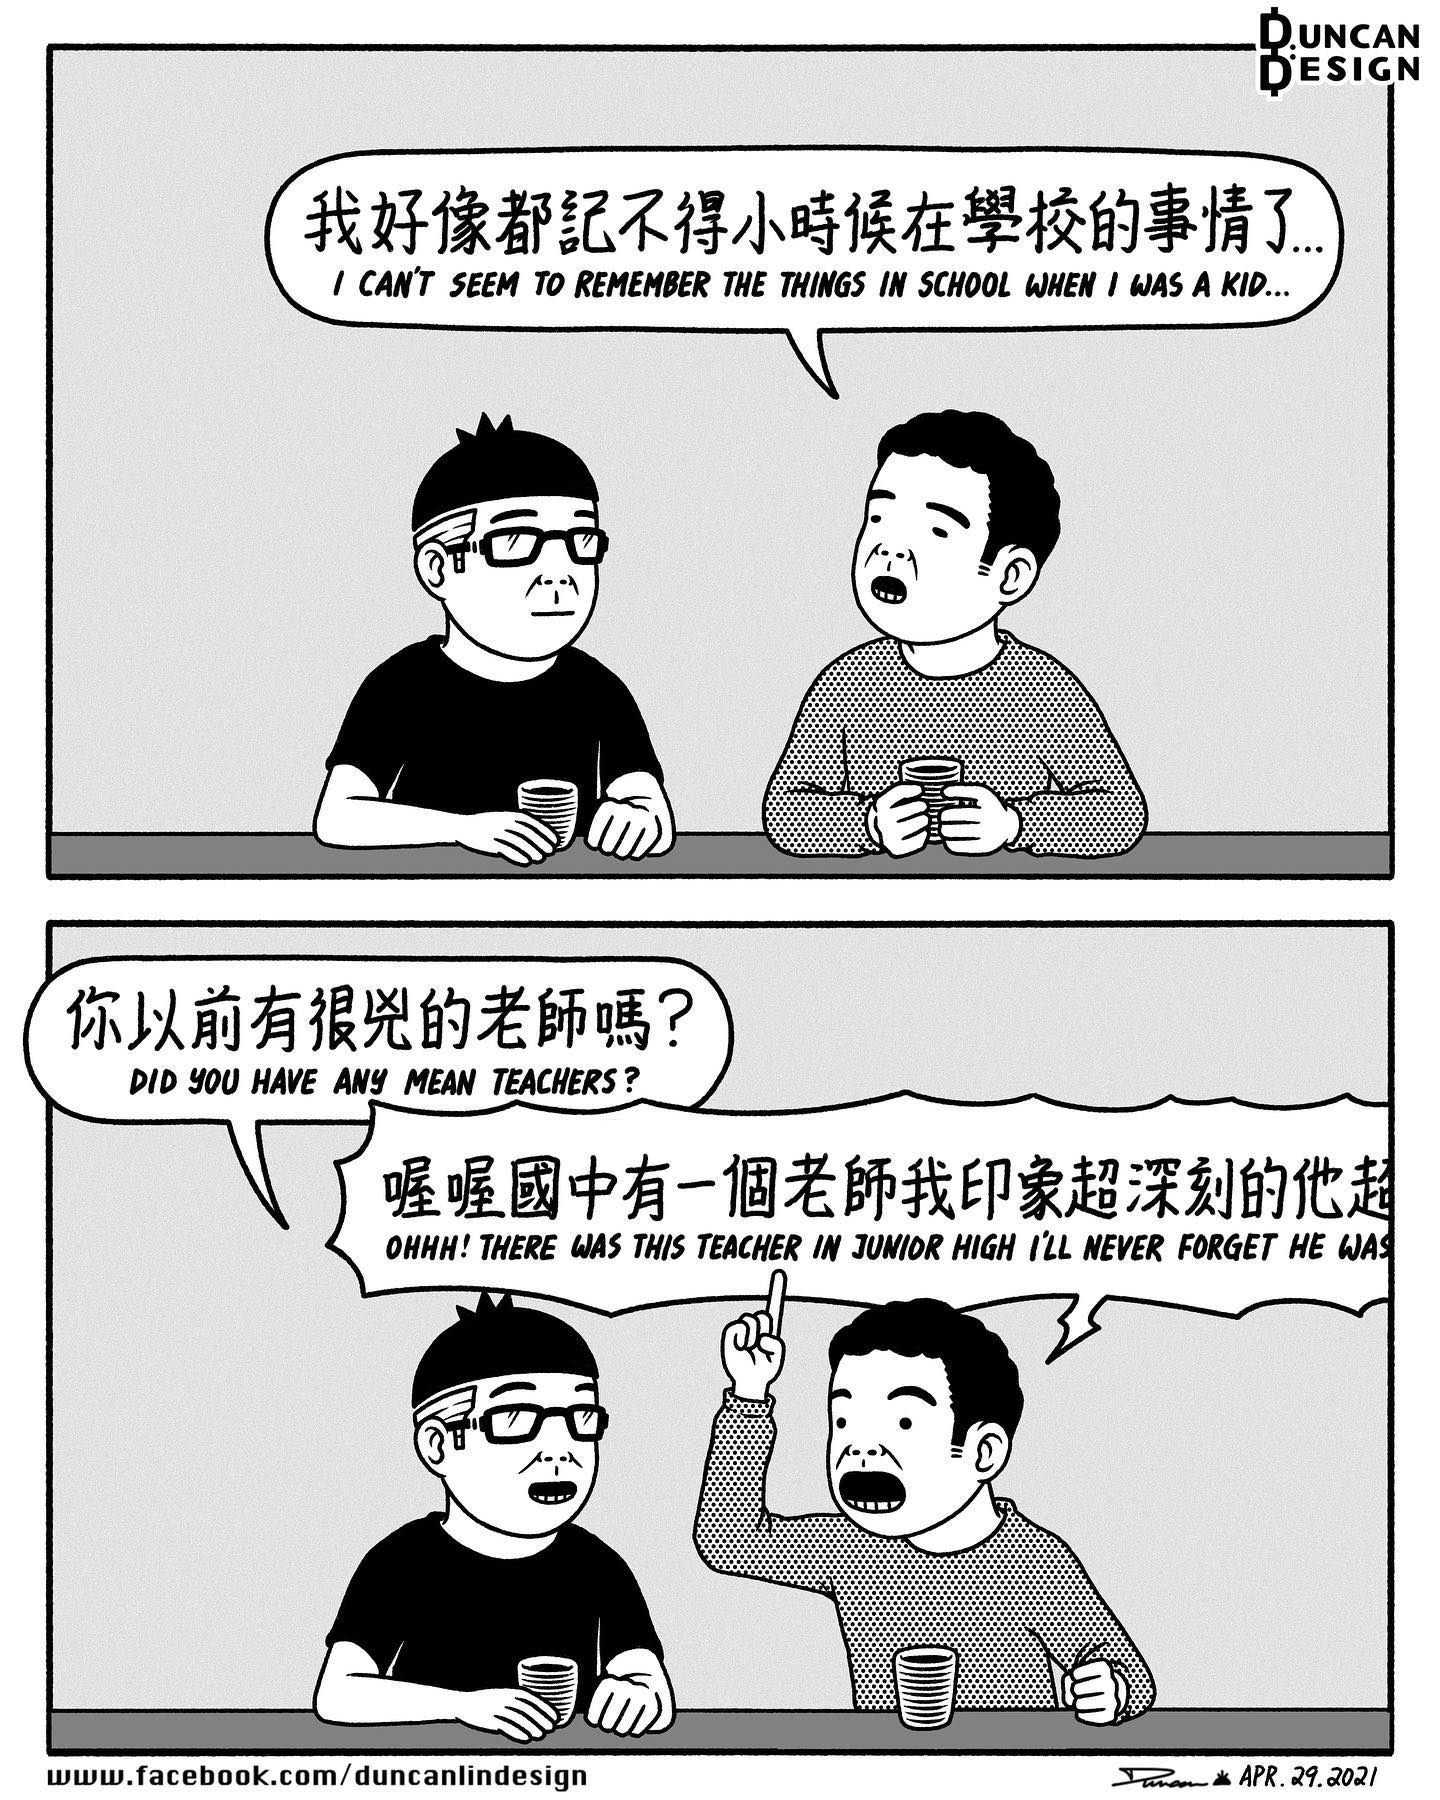 DUNCAN
DESIGN
我好像都記不得小時候在學校的事情了...
I CAN'T SEEM TO REMEMBER THE THINGS IN SCHOOL WHEN I WAS A KID...
你以前有很兇的老師嗎?
DID YOU HAVE ANY MEAN TEACHERS?
喔喔國中有一個老師我印象超深刻的他超
OHHH! THERE WAS THIS TEACHER IN JUNIOR HIGH I'LL NEVER FORGET HE WAS
www.facebook.com/duncanlindesign
Duncan APR. 29. 2021